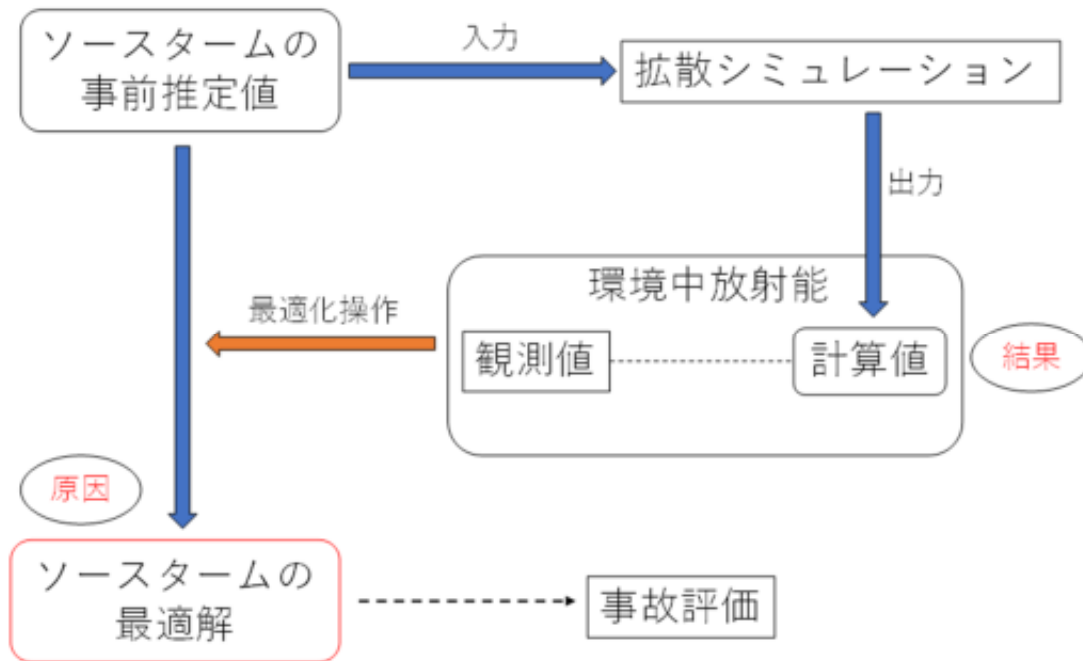 ソースタームの
事前推定値
入力
拡散シミュレーション
出力
環境中放射能
最適化操作
観測値
計算値
結果
原因
ソースタームの
最適解
事故評価